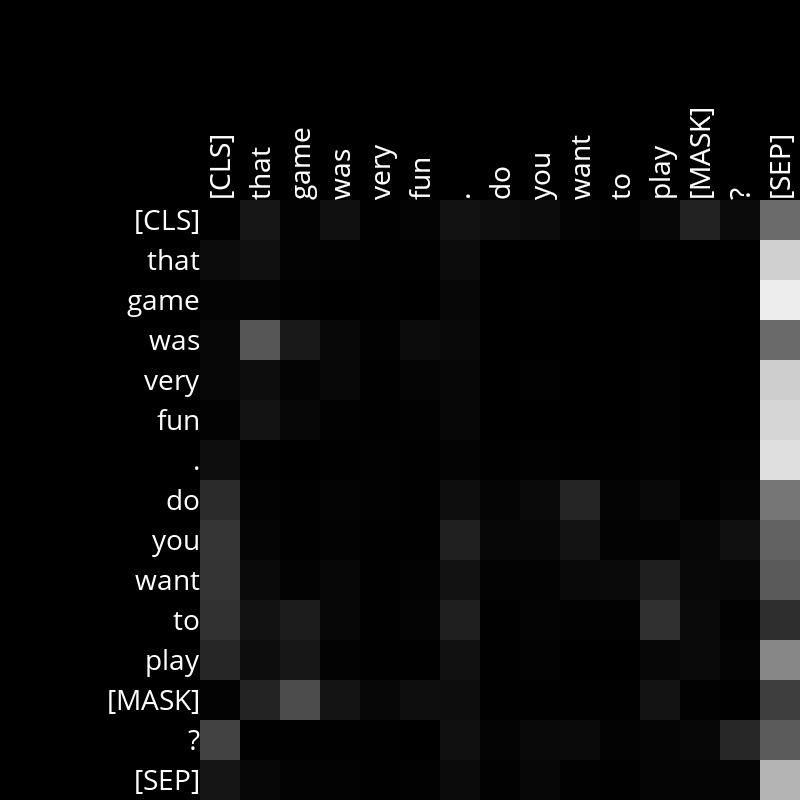 [CLS] that game was very fun . do you want to play [MASK] ? [SEP]
[CLS]
that
game
was
very
fun
.
do
you
want
to
play
[MASK]
?
[SEP]